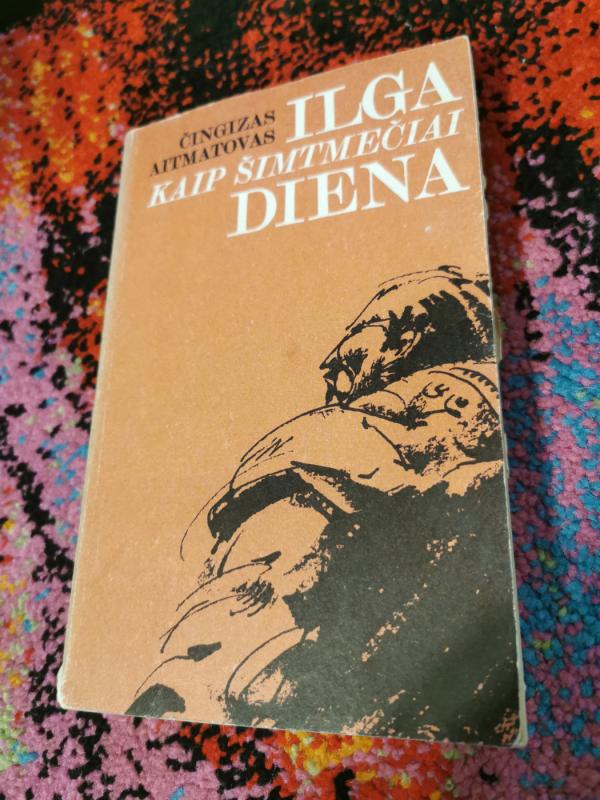 ČINGIZAS
AITMATOVAS
ILGA
KAIP ŠIMTMEČIAI
DIENA